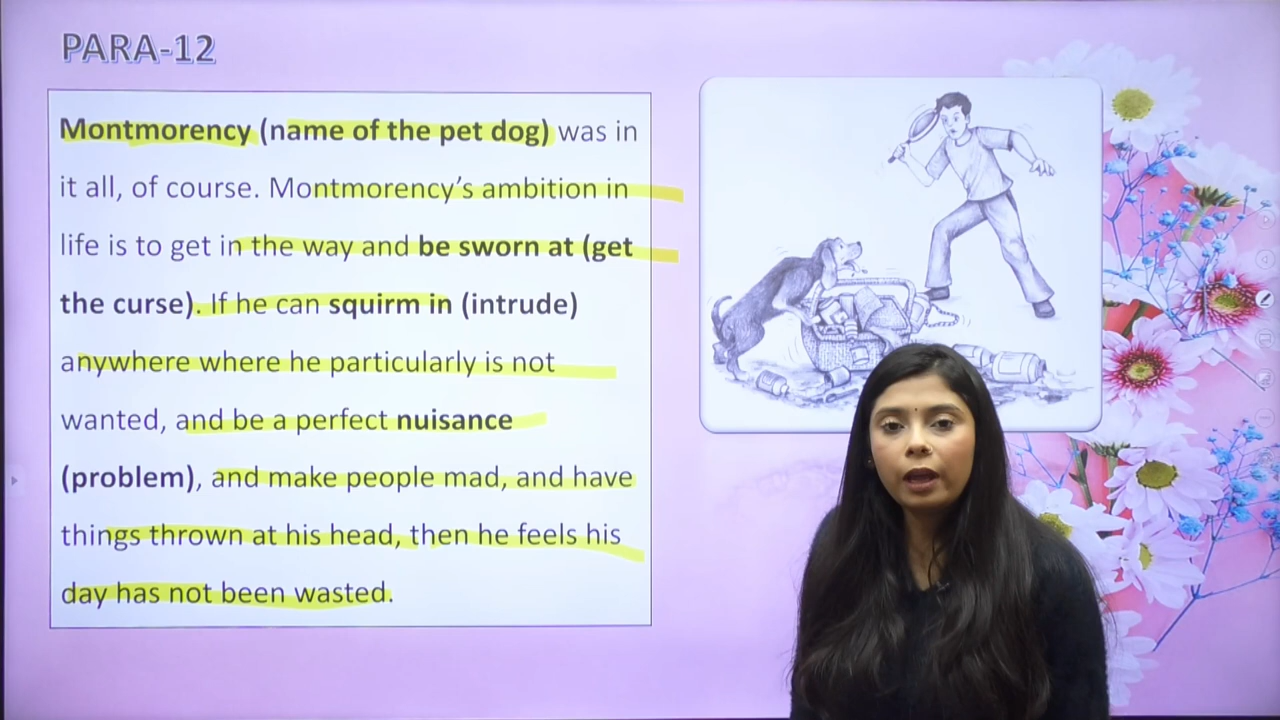 PARA-12
Montmorency (name of the pet dog) was in
it all, of course. Montmorency’s ambition in
life is to get in the way and be sworn at (get
the curse). If he can squirm in (intrude)
anywhere where he particularly is not
wanted, and be a perfect nuisance
(problem), and make people mad, and have
things thrown at his head, then he feels his
day has not been wasted.